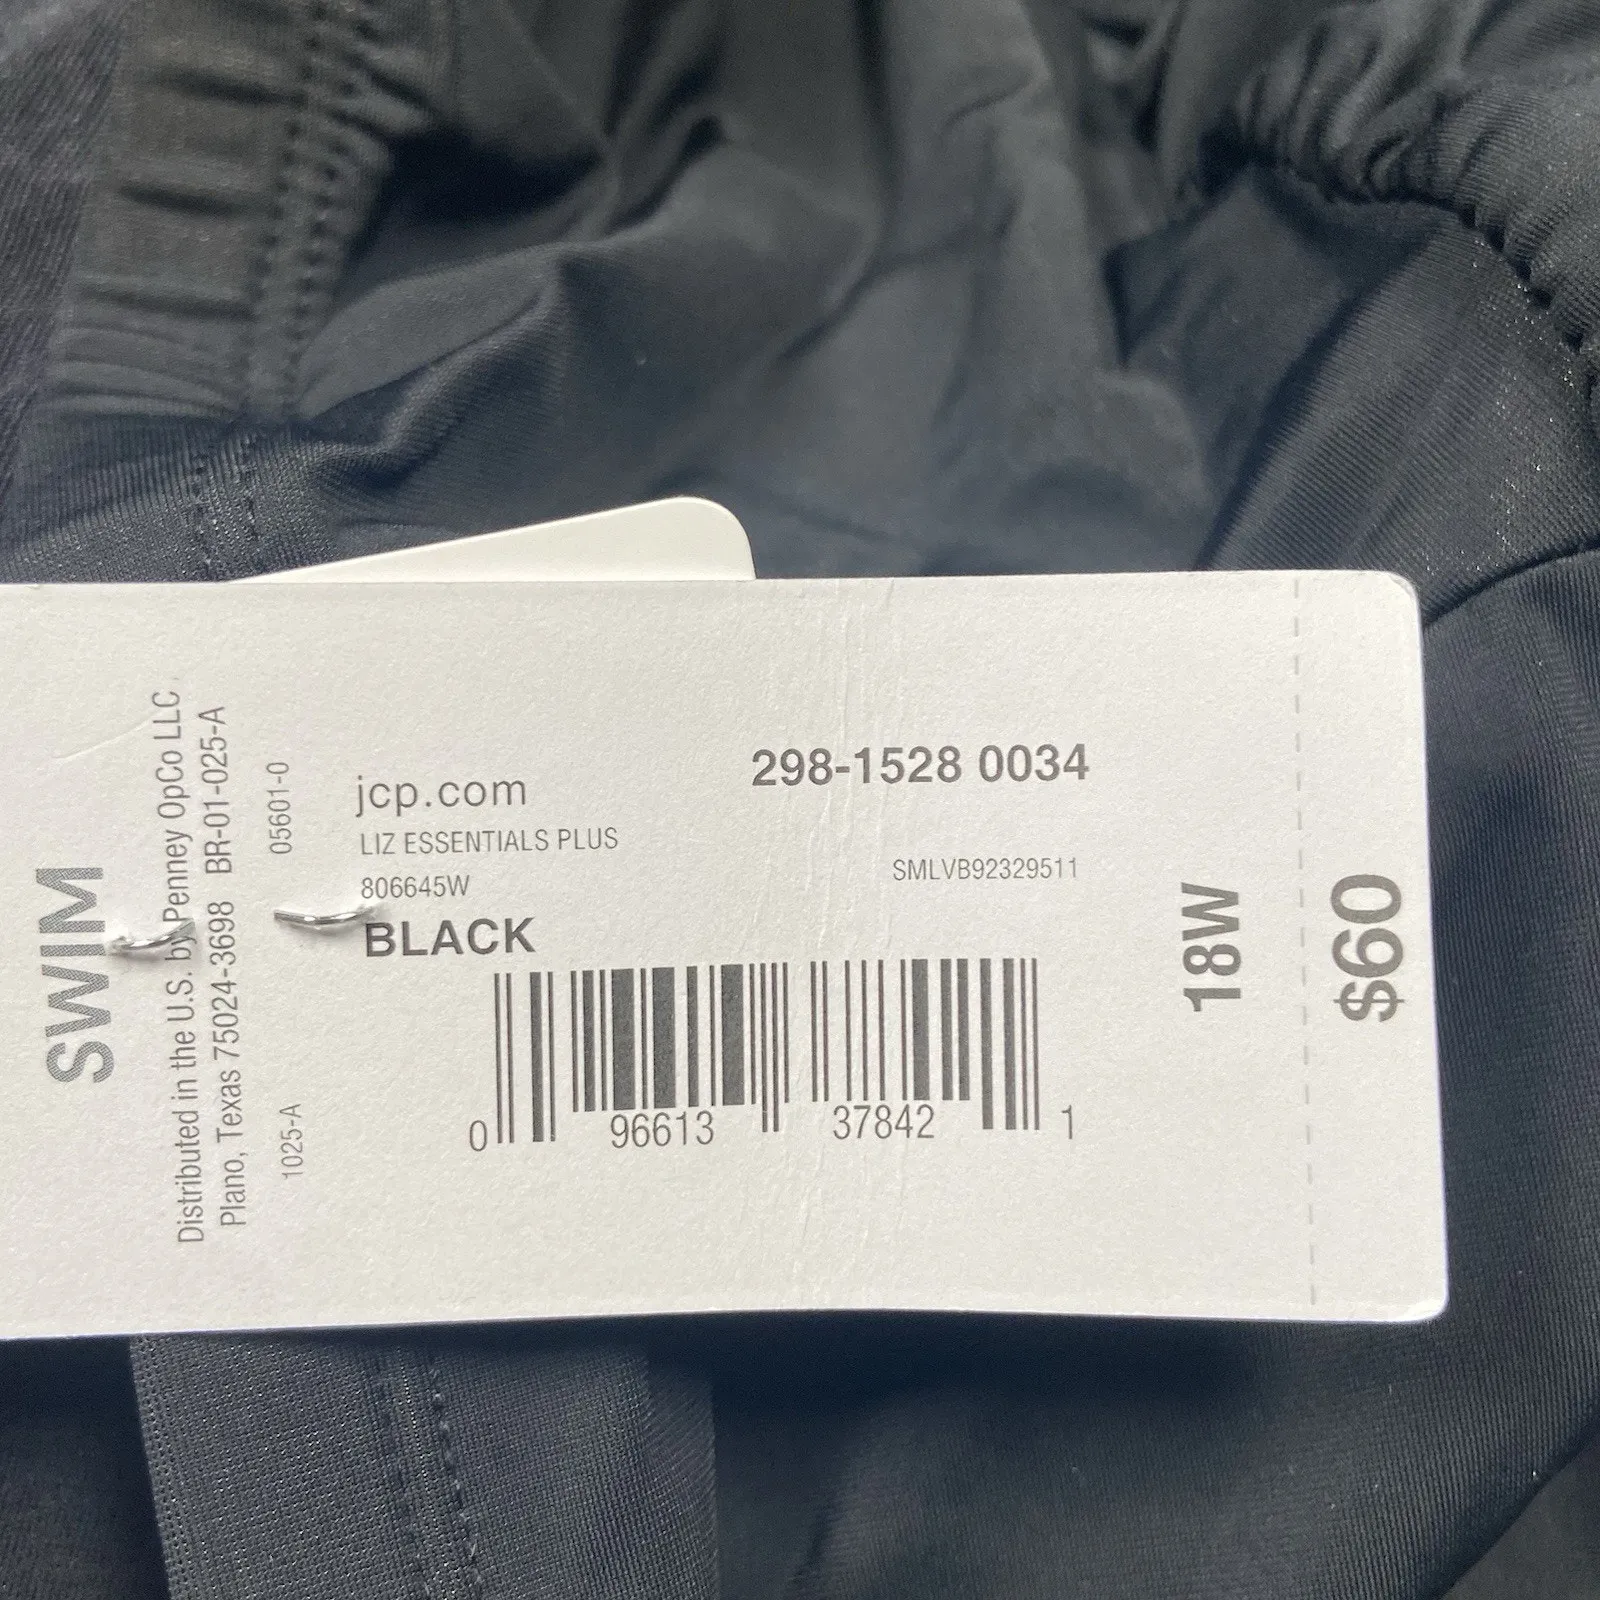 SWIM
Distributed in the U.S. by Penney OpCo LLC
Plano, Texas 75024-3698 BR-01-025-A
1025-A 05601-0
jcp.com
298-1528 0034
LIZ ESSENTIALS PLUS
806645W
SMLVB92329511
BLACK
0 96613 37842 1
18W
$60